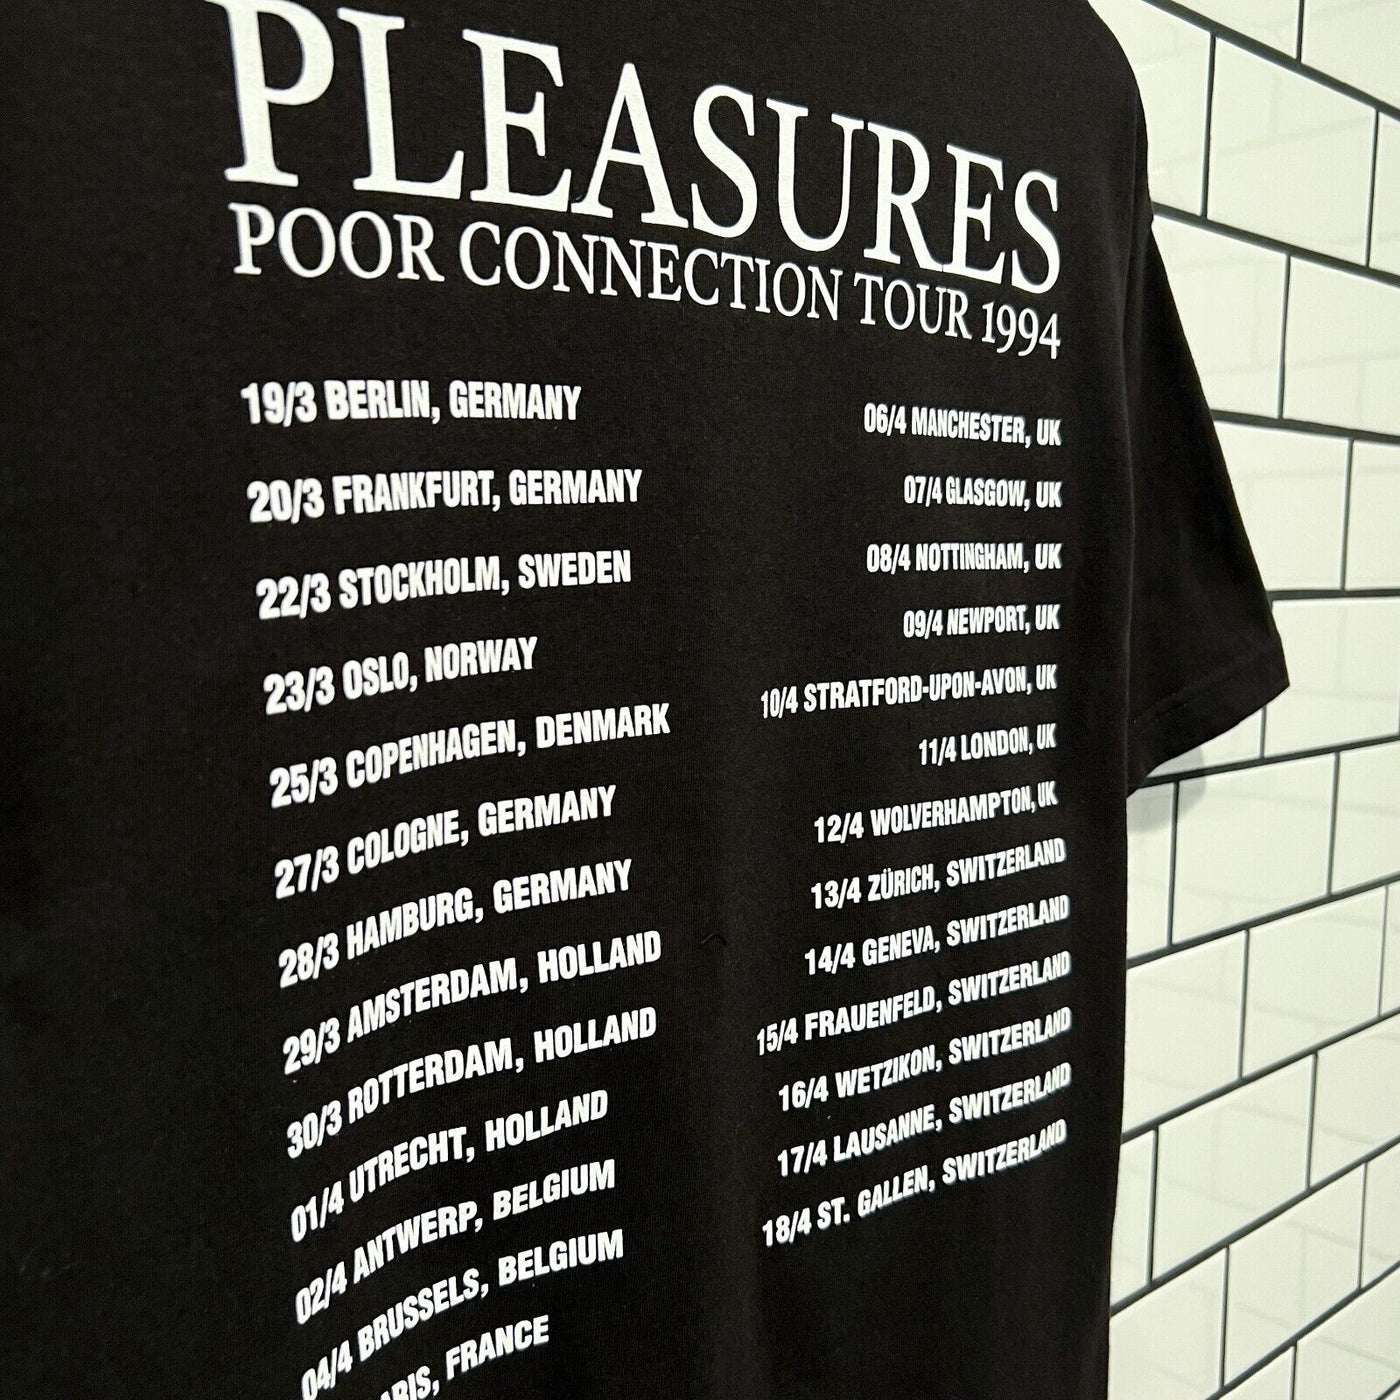 PLEASURES
POOR CONNECTION TOUR 1994
19/3 BERLIN, GERMANY
20/3 FRANKFURT, GERMANY
22/3 STOCKHOLM, SWEDEN
23/3 OSLO, NORWAY
25/3 COPENHAGEN, DENMARK
27/3 COLOGNE, GERMANY
28/3 HAMBURG, GERMANY
29/3 AMSTERDAM, HOLLAND
30/3 ROTTERDAM, HOLLAND
01/4 UTRECHT, HOLLAND
02/4 ANTWERP, BELGIUM
04/4 BRUSSELS, BELGIUM
FRANCE
06/4 MANCHESTER, UK
07/4 GLASGOW, UK
08/4 NOTTINGHAM, UK
09/4 NEWPORT, UK
10/4 STRATFORD-UPON-AVON, UK
11/4 LONDON, UK
12/4 WOLVERHAMPTON, UK
13/4 ZÜRICH, SWITZERLAND
14/4 GENEVA, SWITZERLAND
15/4 FRAUENFELD, SWITZERLAND
16/4 WETZIKON, SWITZERLAND
17/4 LAUSANNE, SWITZERLAND
18/4 ST. GALLEN, SWITZERLAND